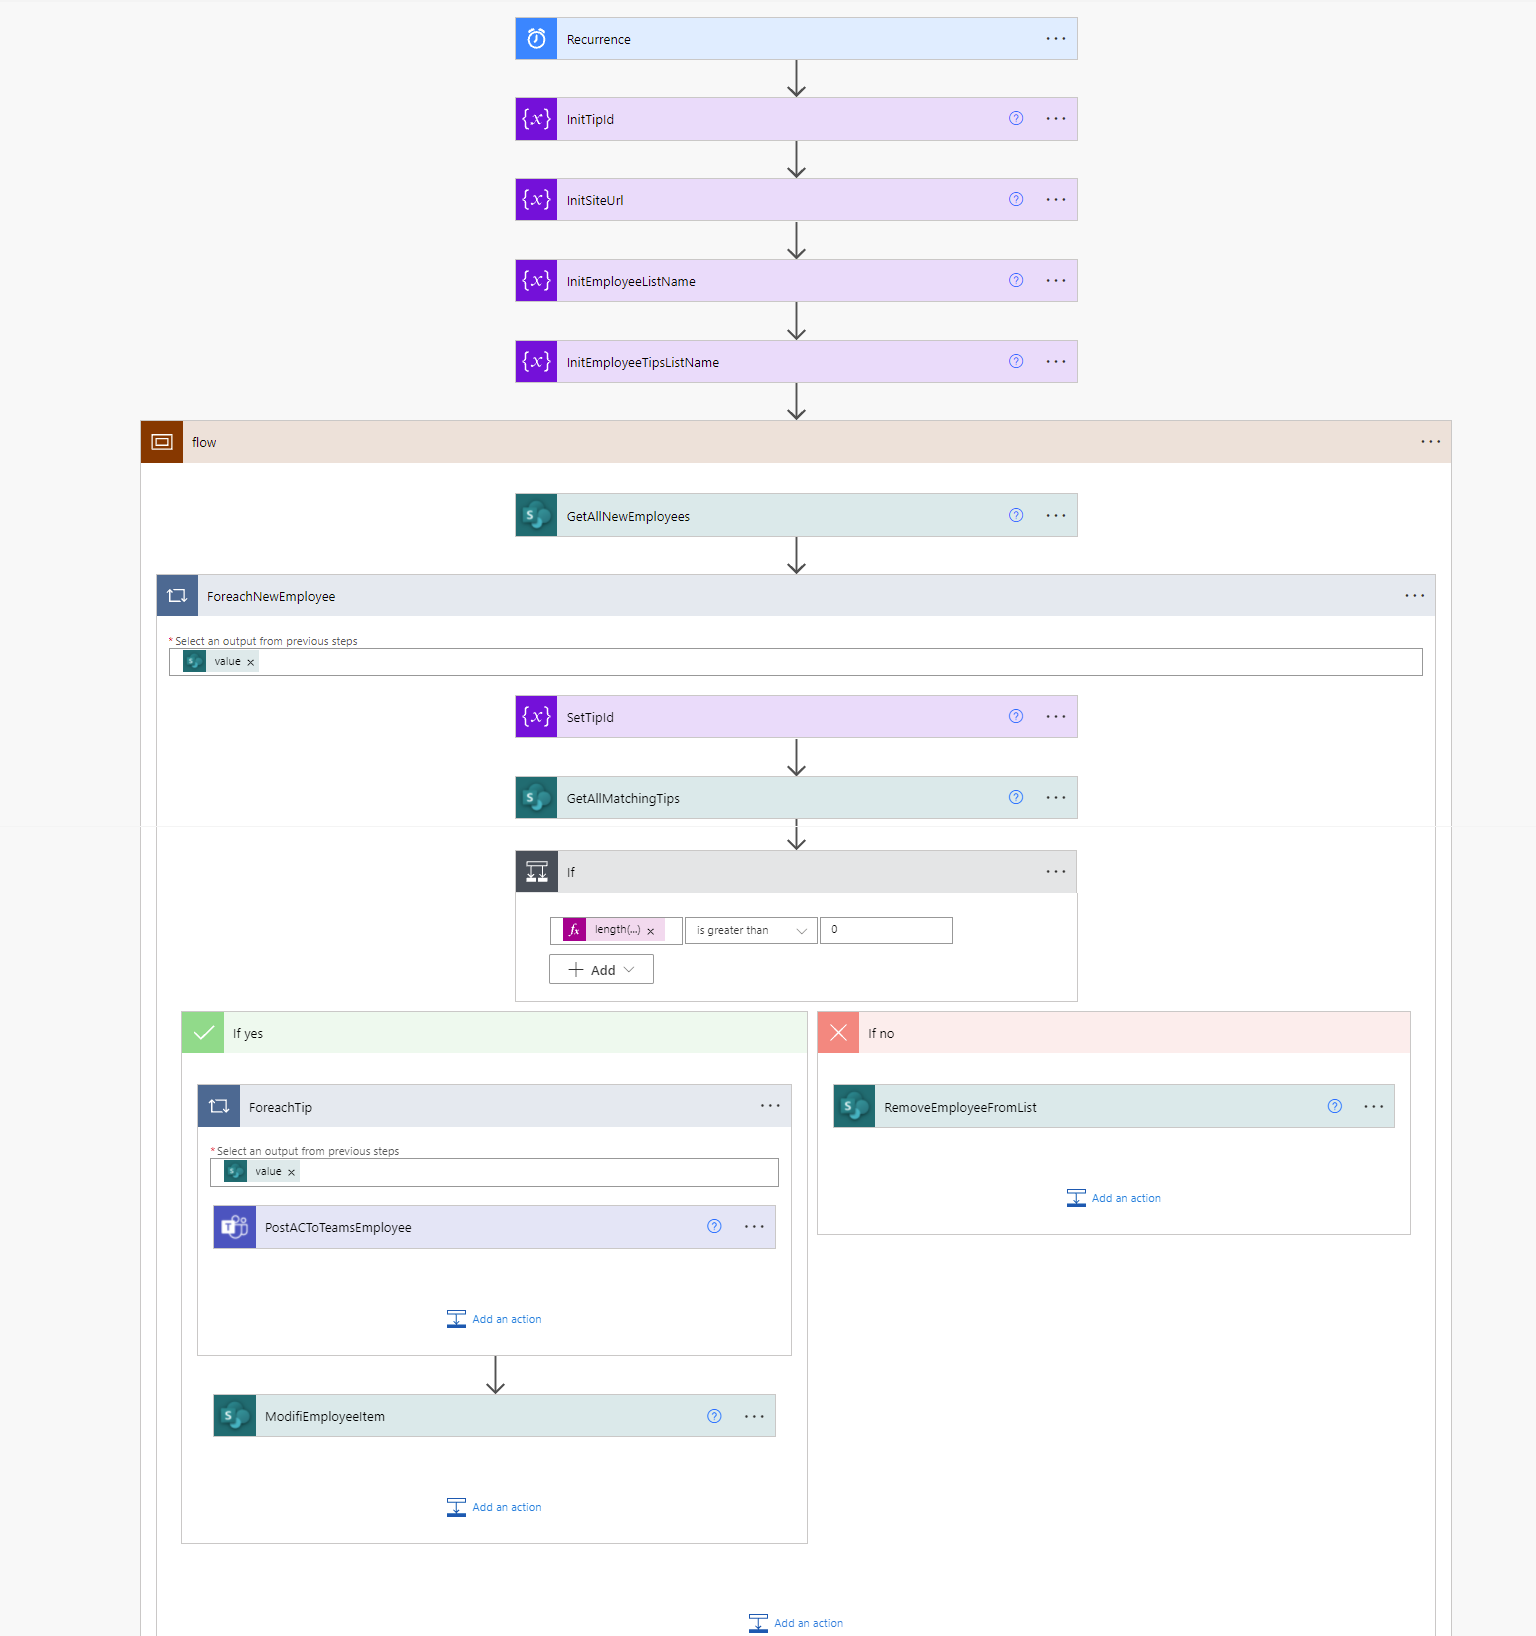 Recurrence
{x} InitTipId
{x} InitSiteUrl
{x} InitEmployeeListName
{x} InitEmployeeTipsListName
flow
S GetAllNewEmployees
ForeachNewEmployee
* Select an output from previous steps
S value ×
{x} SetTipId
S GetAllMatchingTips
If
fx length(...) × is greater than 0
Add
If yes
If no
ForeachTip
S RemoveEmployeeFromList
* Select an output from previous steps
S value ×
Add an action
T PostACToTeamsEmployee
Add an action
S ModifiEmployeeItem
Add an action
Add an action